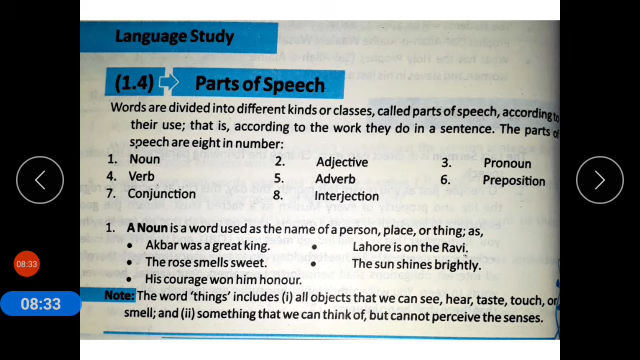 Language Study
(1.4) Parts of Speech
Words are divided into different kinds or classes, called parts of speech, according to
their use; that is, according to the work they do in a sentence. The parts of
speech are eight in number:
1. Noun 2. Adjective 3. Pronoun
4. Verb 5. Adverb 6. Preposition
7. Conjunction 8. Interjection
1. A Noun is a word used as the name of a person, place, or thing; as,
• Akbar was a great king. • Lahore is on the Ravi.
• The rose smells sweet. • The sun shines brightly.
• His courage won him honour.
Note: The word 'things' includes (i) all objects that we can see, hear, taste, touch, or
smell; and (ii) something that we can think of, but cannot perceive the senses.
08:33
08:33